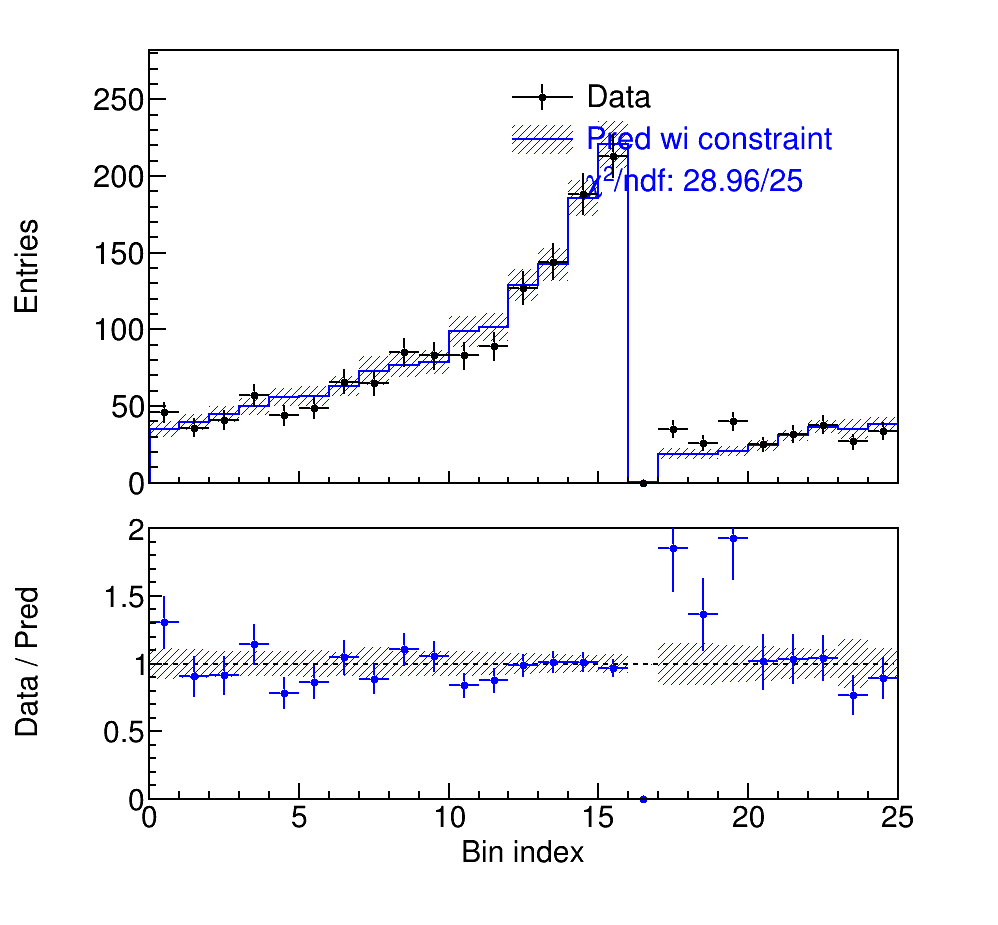 Entries
250
200
150
100
50
0
Data
Pred wi constraint
χ²/ndf: 28.96/25
Data / Pred
2
1.5
1
0.5
0
0 5 10 15 20 25
Bin index